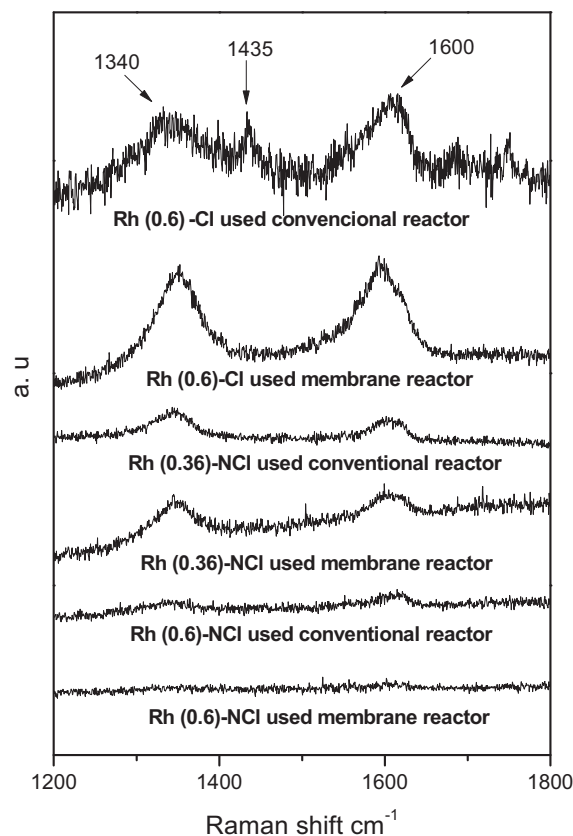 1340
1435
1600
Rh (0.6) -Cl used convencional reactor
Rh (0.6)-Cl used membrane reactor
Rh (0.36)-NCl used conventional reactor
Rh (0.36)-NCl used membrane reactor
Rh (0.6)-NCl used conventional reactor
Rh (0.6)-NCl used membrane reactor
a. u
1200 1400 1600 1800
Raman shift cm-1